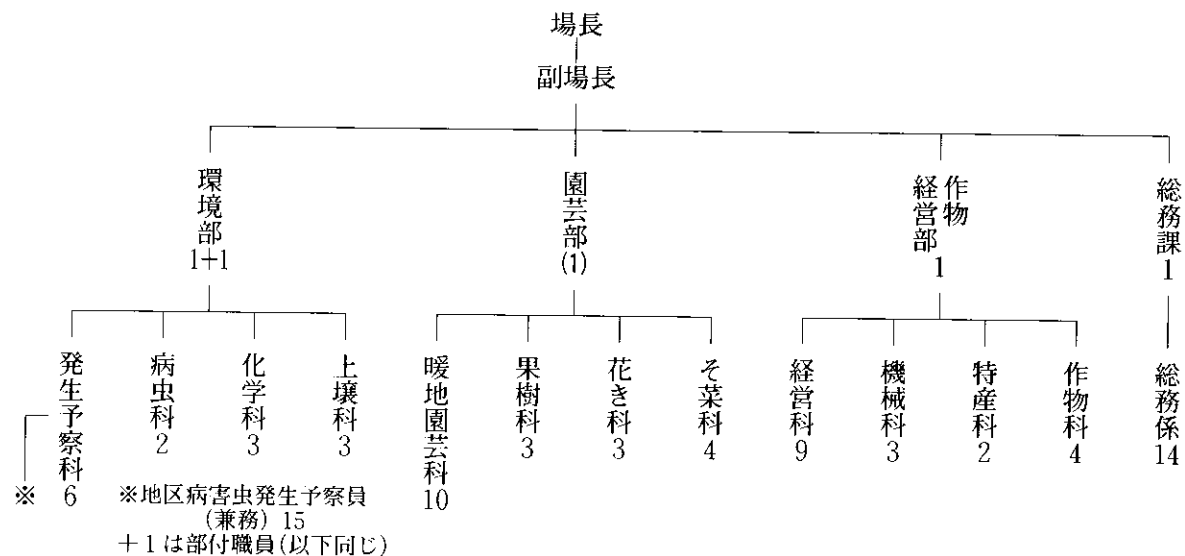 場長
副場長
環境部
1+1
園芸部
(1)
作物
経営部
1
総務課
1
発生予察科
6
病虫科
2
化学科
3
土壌科
3
暖地園芸科
10
果樹科
3
花き科
3
そ菜科
4
経営科
9
機械科
3
特産科
2
作物科
4
総務係
14
※
※地区病害虫発生予察員
(兼務) 15
+1は部付職員(以下同じ)